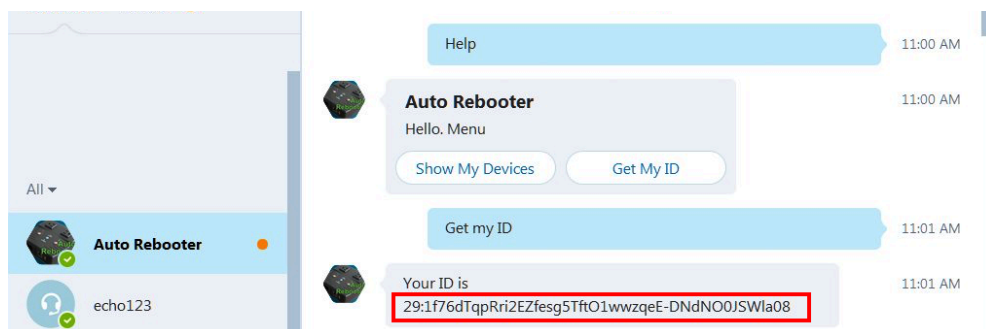 Help
11:00 AM
Auto Rebooter
11:00 AM
Hello. Menu
Show My Devices
Get My ID
All
Auto Rebooter
Get my ID
11:01 AM
echo123
Your ID is
11:01 AM
29:1f76dTqpRri2EZfesg5TftO1wwzqeE-DNdNO0JSWla08